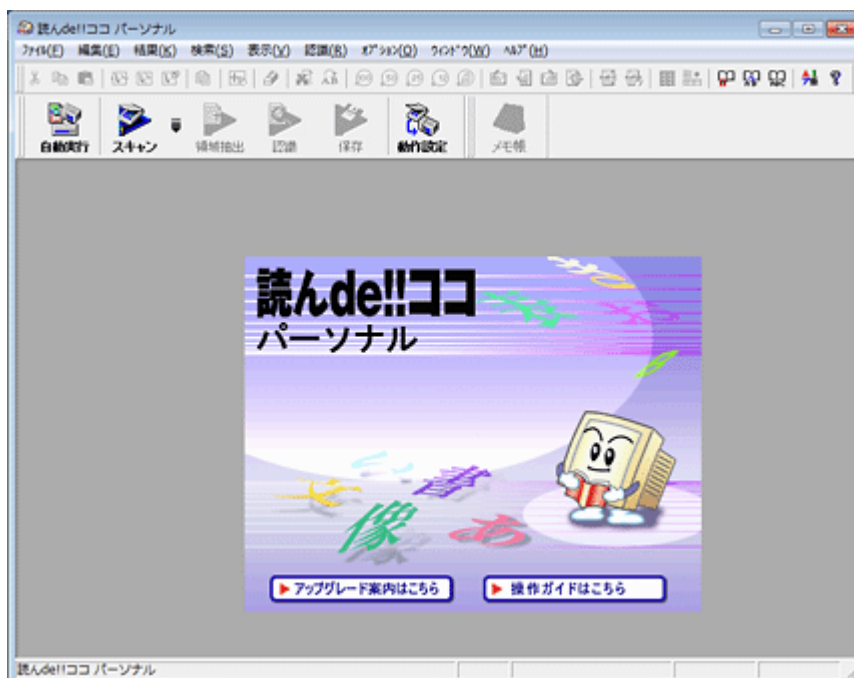 読んde!!ココ パーソナル
ファイル(F) 編集(E) 結果(K) 検索(S) 表示(V) 認識(R) オプション(O) ウィンドウ(W) ヘルプ(H)
自動実行 スキャン 領域抽出 認識 保存 動作設定 メモ帳
読んde!!ココ
パーソナル
像 あ
アップグレード案内はこちら 操作ガイドはこちら
読んde!!ココ パーソナル